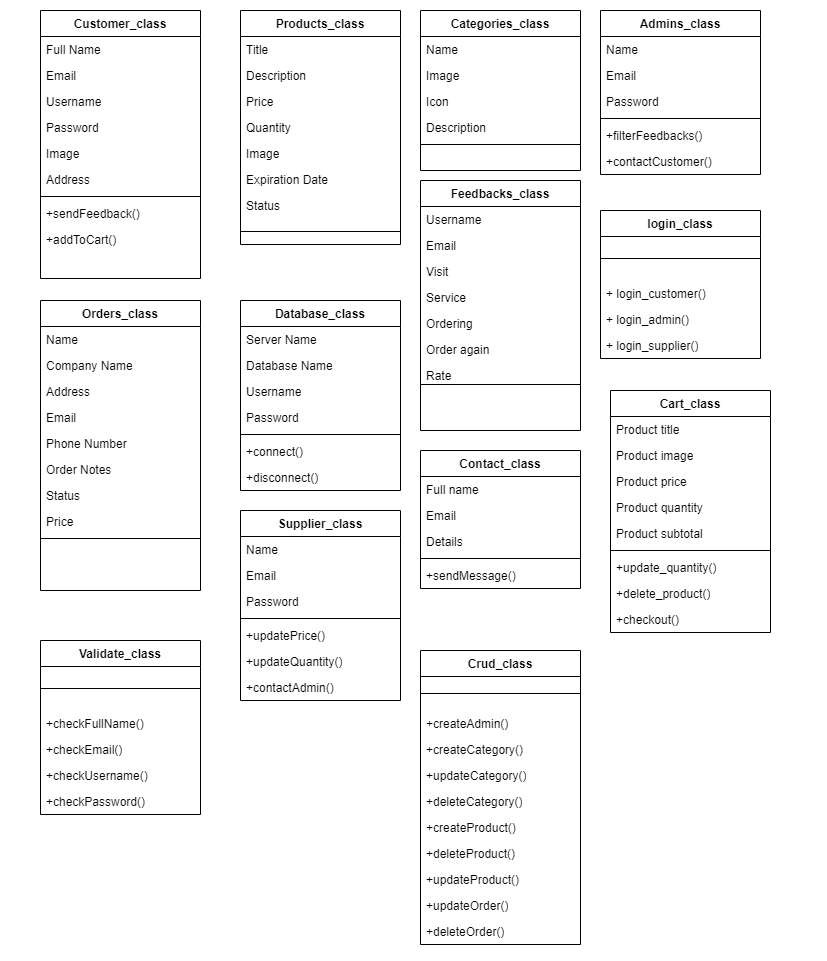 Customer_class
Full Name
Email
Username
Password
Image
Address
+sendFeedback()
+addToCart()
Products_class
Title
Description
Price
Quantity
Image
Expiration Date
Status
Categories_class
Name
Image
Icon
Description
Admins_class
Name
Email
Password
+filterFeedbacks()
+contactCustomer()
Feedbacks_class
Username
Email
Visit
Service
Ordering
Order again
Rate
login_class
+ login_customer()
+ login_admin()
+ login_supplier()
Orders_class
Name
Company Name
Address
Email
Phone Number
Order Notes
Status
Price
Database_class
Server Name
Database Name
Username
Password
+connect()
+disconnect()
Cart_class
Product title
Product image
Product price
Product quantity
Product subtotal
+update_quantity()
+delete_product()
+checkout()
Contact_class
Full name
Email
Details
+sendMessage()
Supplier_class
Name
Email
Password
+updatePrice()
+updateQuantity()
+contactAdmin()
Validate_class
+checkFullName()
+checkEmail()
+checkUsername()
+checkPassword()
Crud_class
+createAdmin()
+createCategory()
+updateCategory()
+deleteCategory()
+createProduct()
+deleteProduct()
+updateProduct()
+updateOrder()
+deleteOrder()